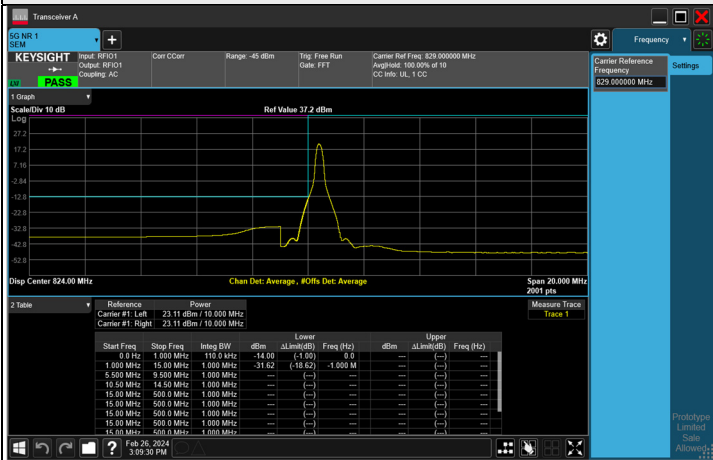 Transceiver A
5G NR 1
SEM
Frequency
KEYSIGHT
Input: RFIO1
Output: RFIO1
Coupling: AC
Corr CCorr
Range: -45 dBm
Trig: Free Run
Gate: FFT
Carrier Ref Freq: 829.000000 MHz
Avg|Hold: 100.00% of 10
CC Info: UL, 1 CC
LXI
PASS
Carrier Reference
Frequency
829.000000 MHz
Settings
1 Graph
Scale/Div 10 dB
Ref Value 37.2 dBm
Log
27.2
17.2
7.16
-2.84
-12.8
-22.8
-32.8
-42.8
-52.8
Disp Center 824.00 MHz
Chan Det: Average, #Offs Det: Average
Span 20.000 MHz
2001 pts
2 Table
Reference Power
Carrier #1: Left 23.11 dBm / 10.000 MHz
Carrier #1: Right 23.11 dBm / 10.000 MHz
Measure Trace
Trace 1
Lower Upper
Start Freq Stop Freq Integ BW dBm ΔLimit(dB) Freq (Hz) dBm ΔLimit(dB) Freq (Hz)
0.0 Hz 1.000 MHz 110.0 kHz -14.00 (-1.00) 0.0 --- (---) ---
1.000 MHz 15.00 MHz 1.000 MHz -31.62 (-18.62) -1.000 M --- (---) ---
5.500 MHz 9.500 MHz 1.000 MHz --- (---) --- --- (---) ---
10.50 MHz 14.50 MHz 1.000 MHz --- (---) --- --- (---) ---
15.00 MHz 500.0 MHz 1.000 MHz --- (---) --- --- (---) ---
15.00 MHz 500.0 MHz 1.000 MHz --- (---) --- --- (---) ---
15.00 MHz 500.0 MHz 1.000 MHz --- (---) --- --- (---) ---
15.00 MHz 500.0 MHz 1.000 MHz --- (---) --- --- (---) ---
Feb 26, 2024
3:09:30 PM
Prototype
Limited
Sale
Allowed